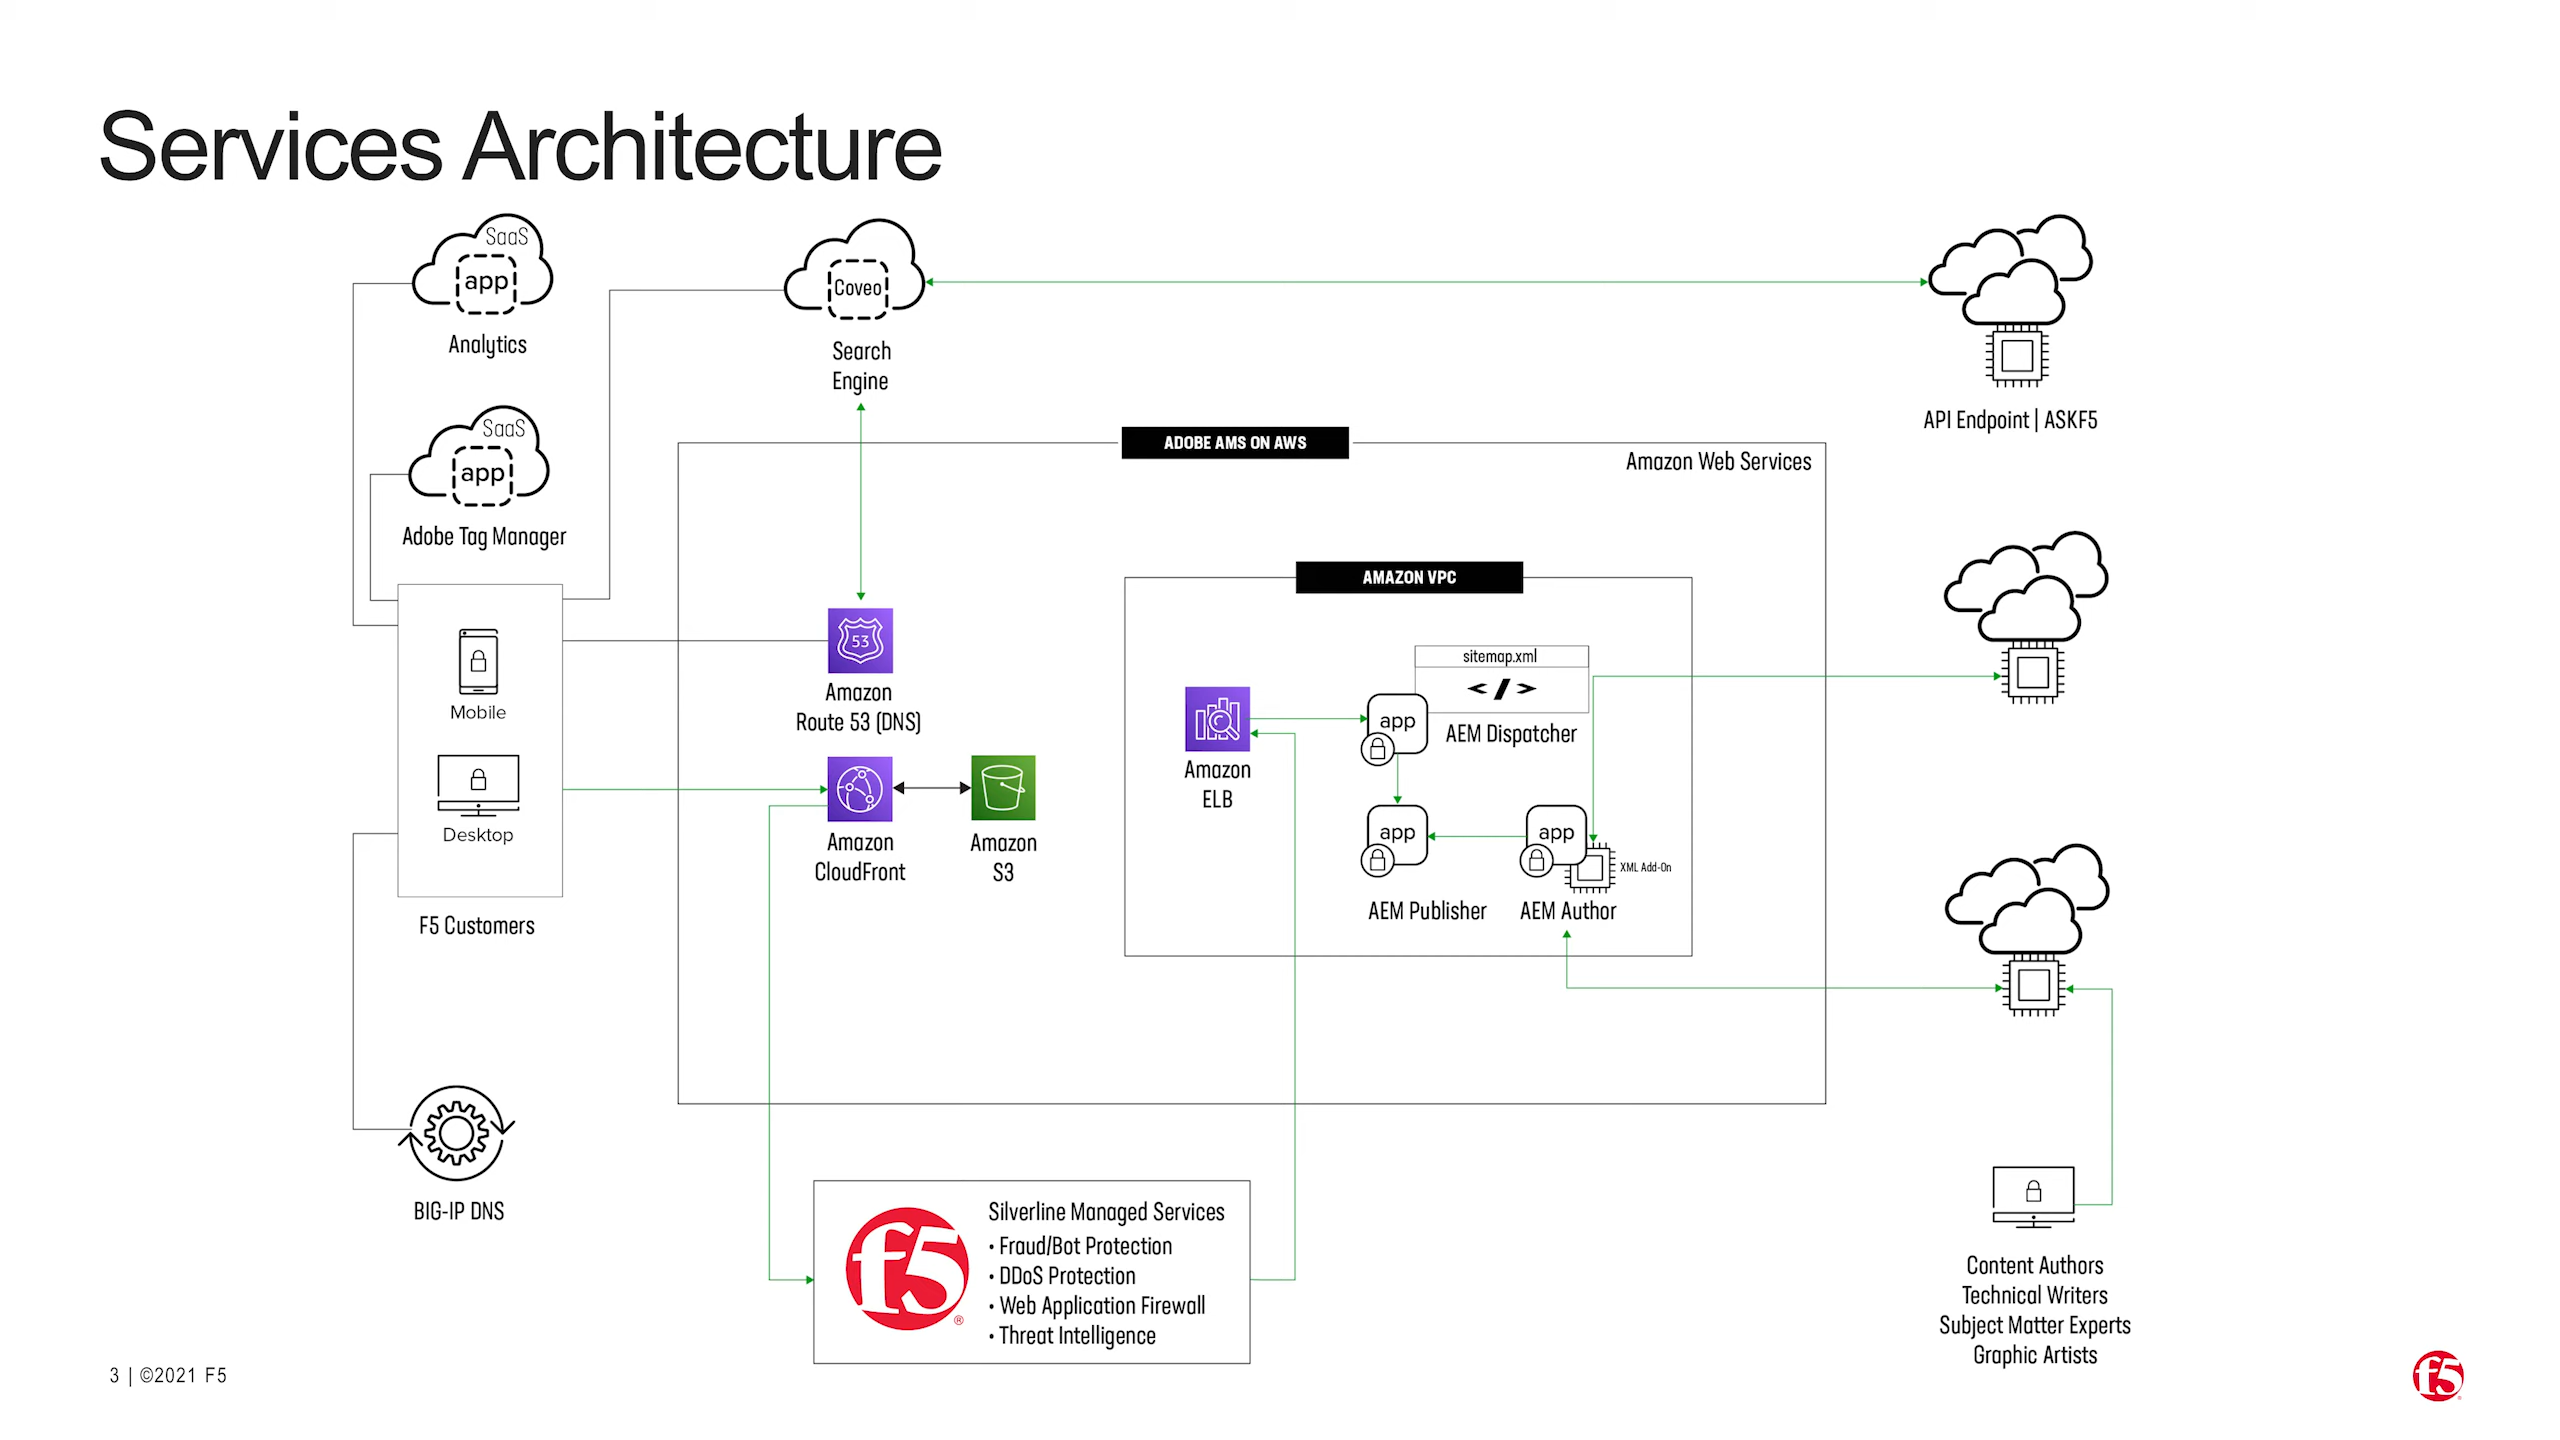 Services Architecture
SaaS
app
Analytics
SaaS
app
Adobe Tag Manager
Coveo
Search
Engine
API Endpoint | ASKF5
ADOBE AMS ON AWS
Amazon Web Services
AMAZON VPC
Mobile
Desktop
F5 Customers
53
Amazon
Route 53 (DNS)
Amazon
CloudFront
Amazon
S3
Amazon
ELB
sitemap.xml
< / >
app
AEM Dispatcher
app
AEM Publisher
app
XML Add-On
AEM Author
BIG-IP DNS
f5®
Silverline Managed Services
• Fraud/Bot Protection
• DDoS Protection
• Web Application Firewall
• Threat Intelligence
Content Authors
Technical Writers
Subject Matter Experts
Graphic Artists
3 | ©2021 F5
f5